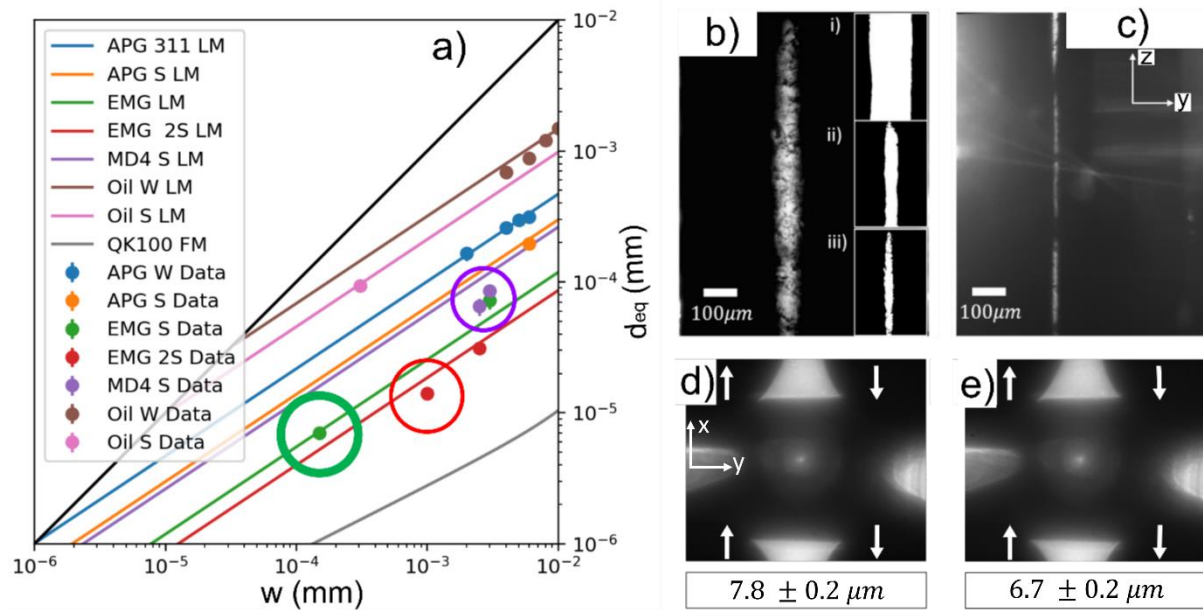 a)
10⁻²
10⁻³
10⁻⁴
10⁻⁵
10⁻⁶
d_eq (mm)
APG 311 LM
APG S LM
EMG LM
EMG 2S LM
MD4 S LM
Oil W LM
Oil S LM
QK100 FM
APG W Data
APG S Data
EMG S Data
EMG 2S Data
MD4 S Data
Oil W Data
Oil S Data
10⁻⁶ 10⁻⁵ 10⁻⁴ 10⁻³ 10⁻²
w (mm)
b)
i)
ii)
iii)
100μm
c)
z
y
100μm
d)
x
y
7.8 ± 0.2 μm
e)
6.7 ± 0.2 μm